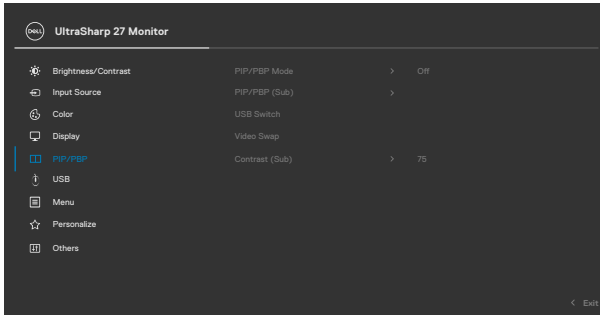 DELL UltraSharp 27 Monitor
Brightness/Contrast PIP/PBP Mode > Off
Input Source PIP/PBP (Sub) >
Color USB Switch
Display Video Swap
PIP/PBP Contrast (Sub) > 75
USB
Menu
Personalize
Others
< Exit